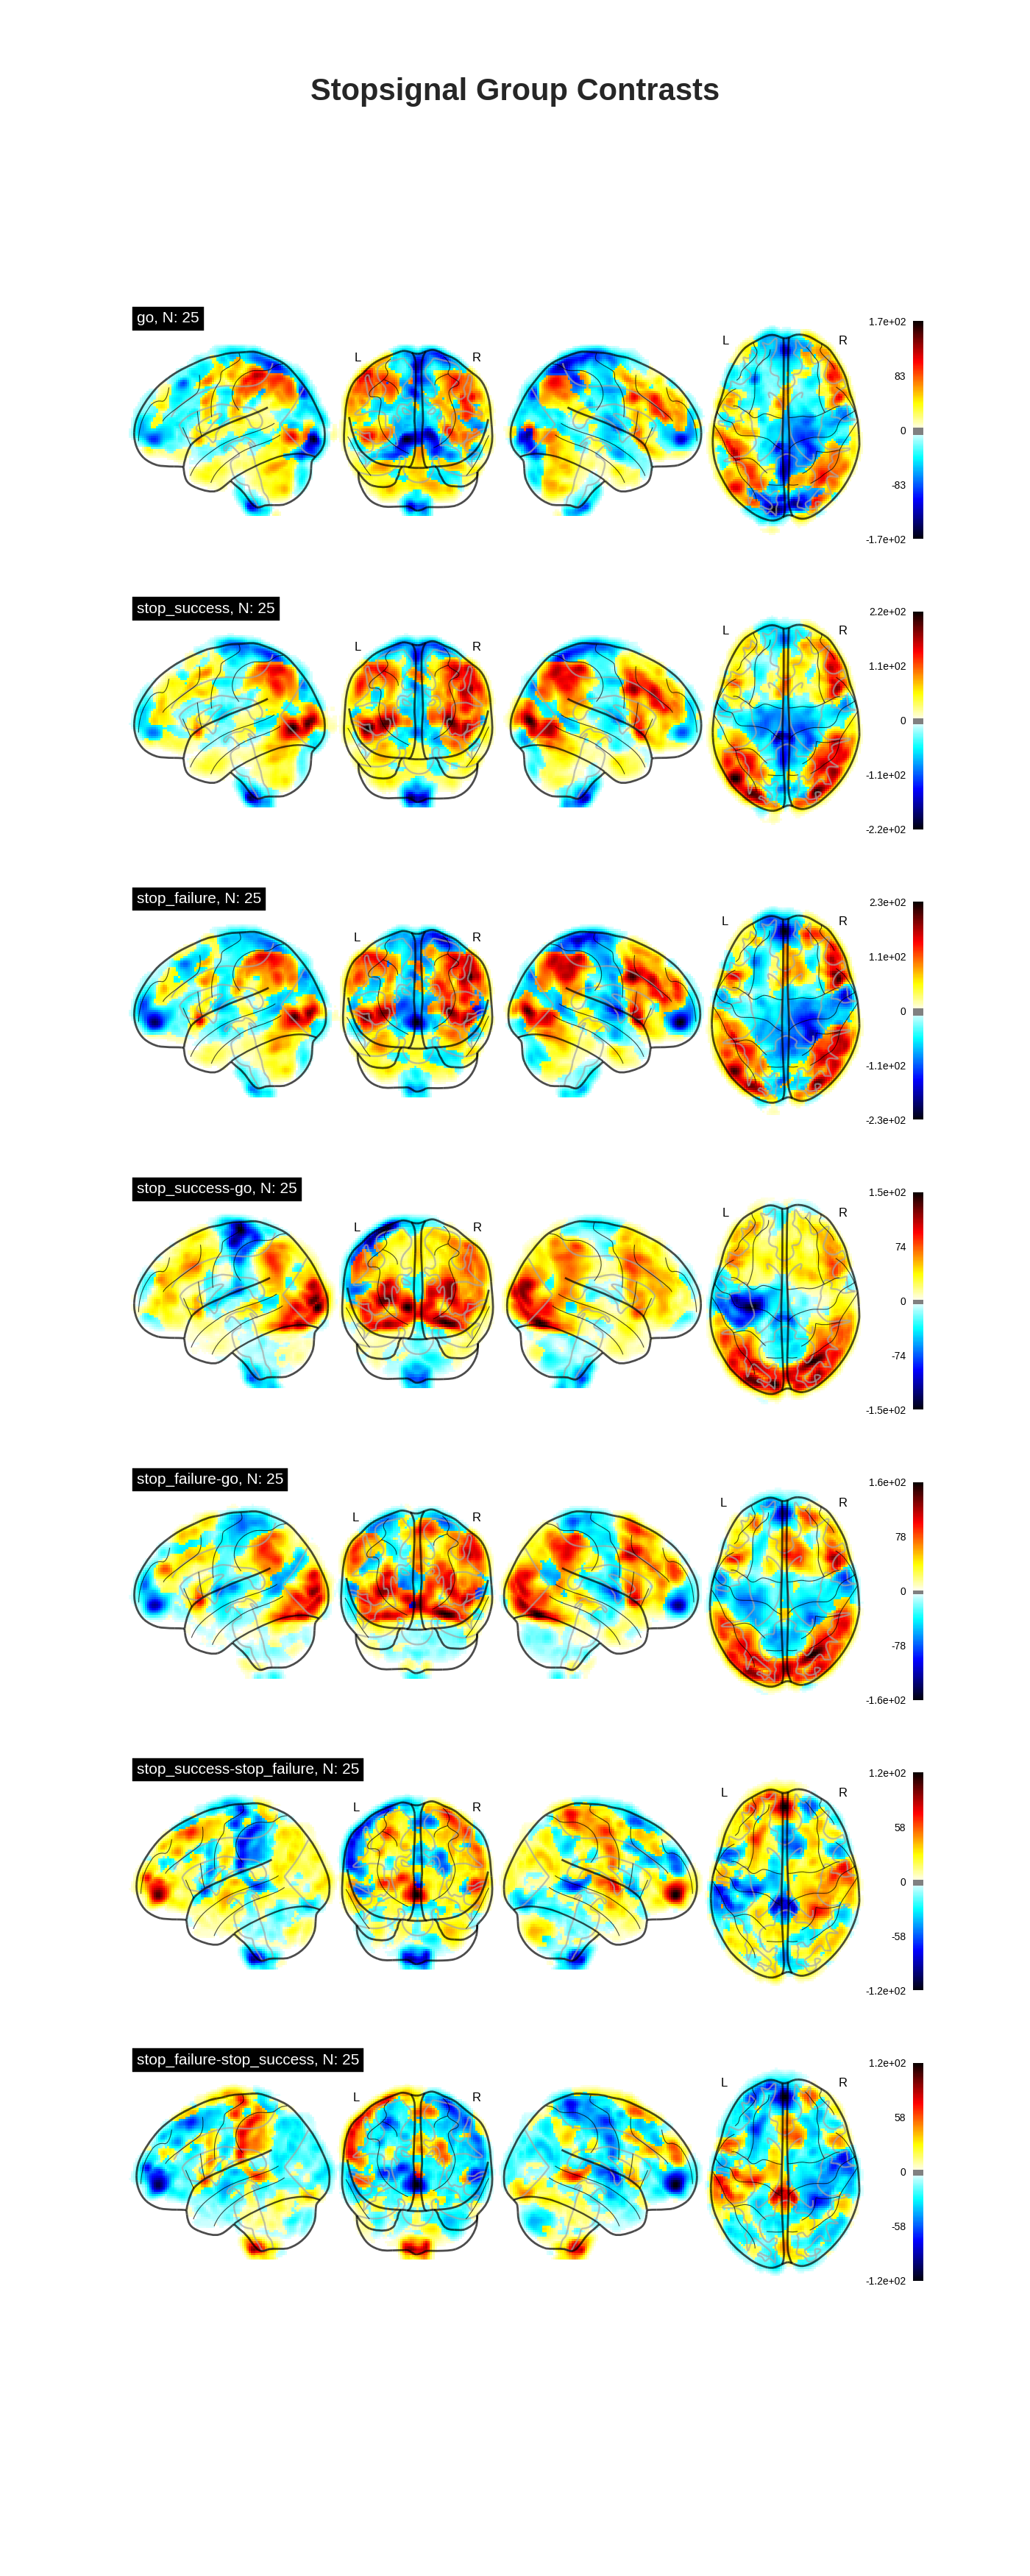 Stopsignal Group Contrasts
go, N: 25
L R L R
1.7e+02
83
0
-83
-1.7e+02
stop_success, N: 25
L R L R
2.2e+02
1.1e+02
0
-1.1e+02
-2.2e+02
stop_failure, N: 25
L R L R
2.3e+02
1.1e+02
0
-1.1e+02
-2.3e+02
stop_success-go, N: 25
L R L R
1.5e+02
74
0
-74
-1.5e+02
stop_failure-go, N: 25
L R L R
1.6e+02
78
0
-78
-1.6e+02
stop_success-stop_failure, N: 25
L R L R
1.2e+02
58
0
-58
-1.2e+02
stop_failure-stop_success, N: 25
L R L R
1.2e+02
58
0
-58
-1.2e+02